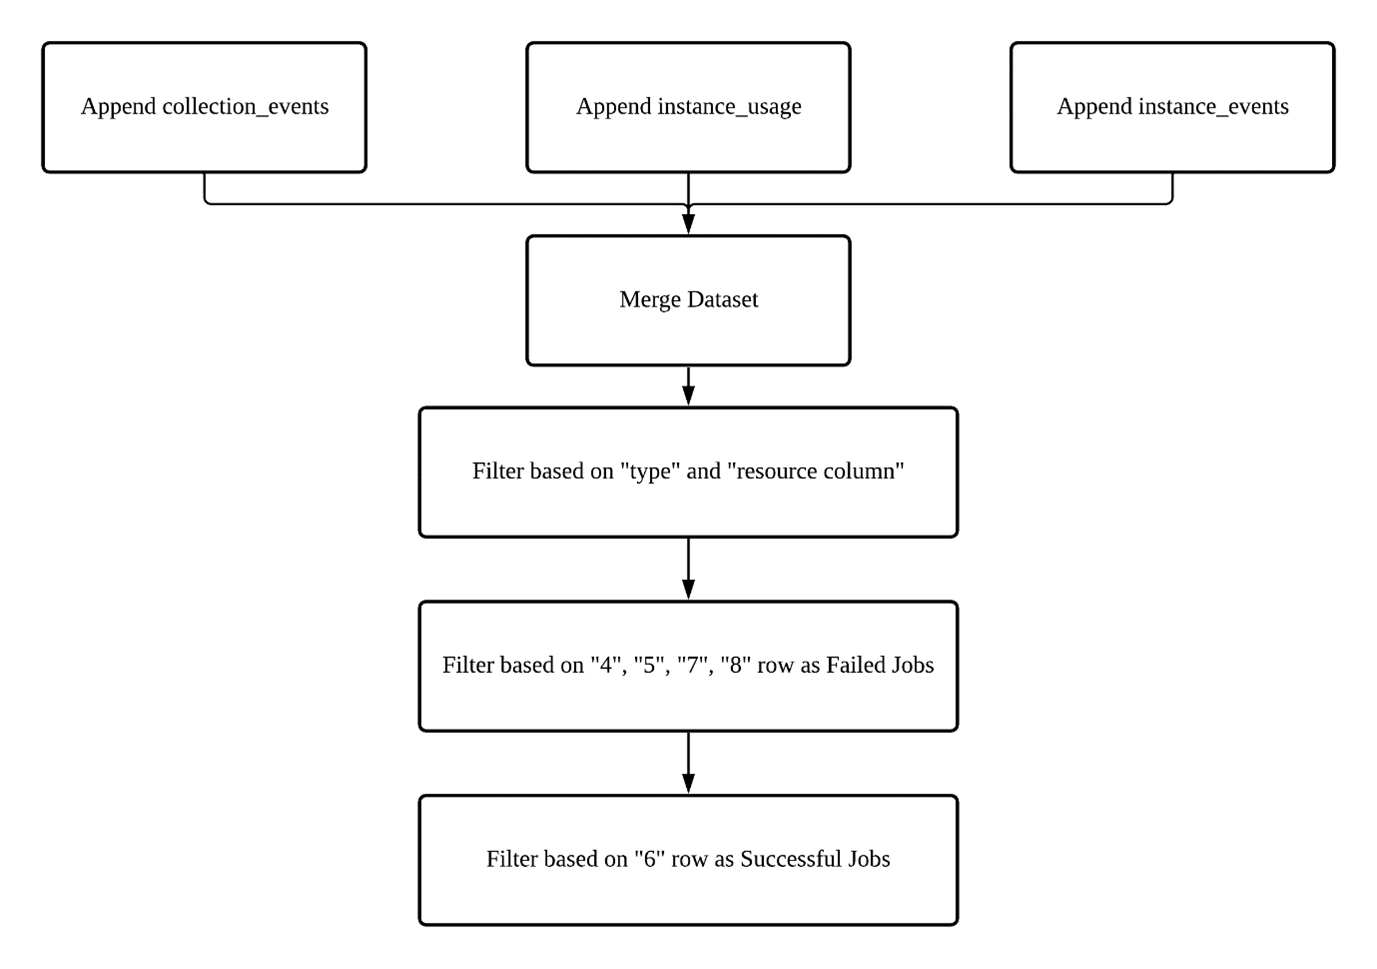 Append collection_events
Append instance_usage
Append instance_events
Merge Dataset
Filter based on "type" and "resource column"
Filter based on "4", "5", "7", "8" row as Failed Jobs
Filter based on "6" row as Successful Jobs